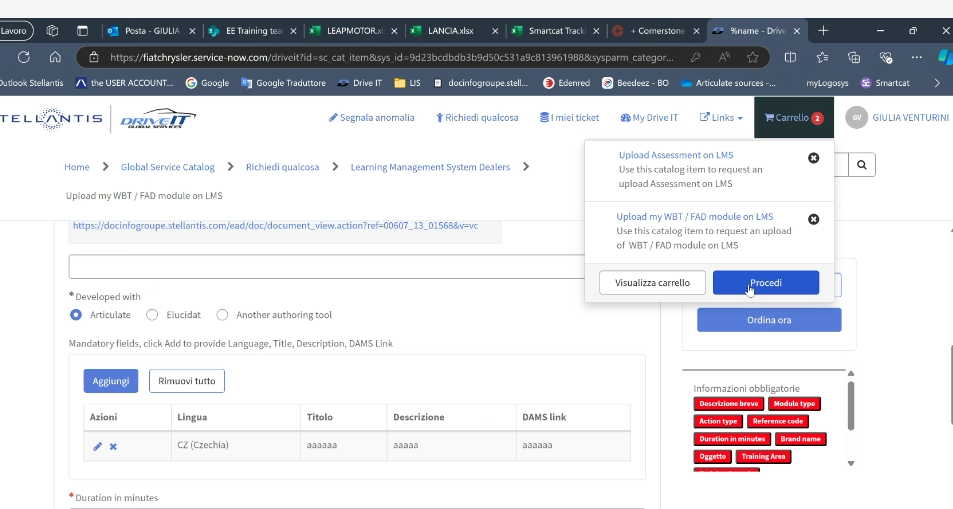 Lavoro
Posta - GIULIA
EE Training tea
LEAPMOTOR.xl
LANCIA.xlsx
Smartcat Track
+ Cornerstone
%name - Drive
https://fiatchrysler.service-now.com/driveit?id=sc_cat_item&sys_id=9d23bcdbdb3b9d50c531a9c813961988&sysparm_categor...
Outlook Stellantis
the USER ACCOUNT...
Google
Google Traduttore
Drive IT
LIS
docinfogroupe.stell...
Edenred
Beedeez - BO
Articulate sources -...
myLogosys
Smartcat
STELLANTIS
DRIVEIT
GLOBAL SERVICES
Segnala anomalia
Richiedi qualcosa
I miei ticket
My Drive IT
Links
Carrello 2
GV
GIULIA VENTURINI
Home
Global Service Catalog
Richiedi qualcosa
Learning Management System Dealers
Upload my WBT / FAD module on LMS
Upload Assessment on LMS
Use this catalog item to request an
upload Assessment on LMS
Upload my WBT / FAD module on LMS
Use this catalog item to request an upload
of WBT / FAD module on LMS
Visualizza carrello
Procedi
https://docinfogroupe.stellantis.com/ead/doc/document_view.action?ref=00607_13_01568&v=vc
*Developed with
Articulate
Elucidat
Another authoring tool
Mandatory fields, click Add to provide Language, Title, Description, DAMS Link
Aggiungi
Rimuovi tutto
Azioni
Lingua
Titolo
Descrizione
DAMS link
CZ (Czechia)
aaaaaa
aaaaa
aaaaaa
*Duration in minutes
Ordina ora
Informazioni obbligatorie
Descrizione breve
Module type
Action type
Reference code
Duration in minutes
Brand name
Oggetto
Training Area